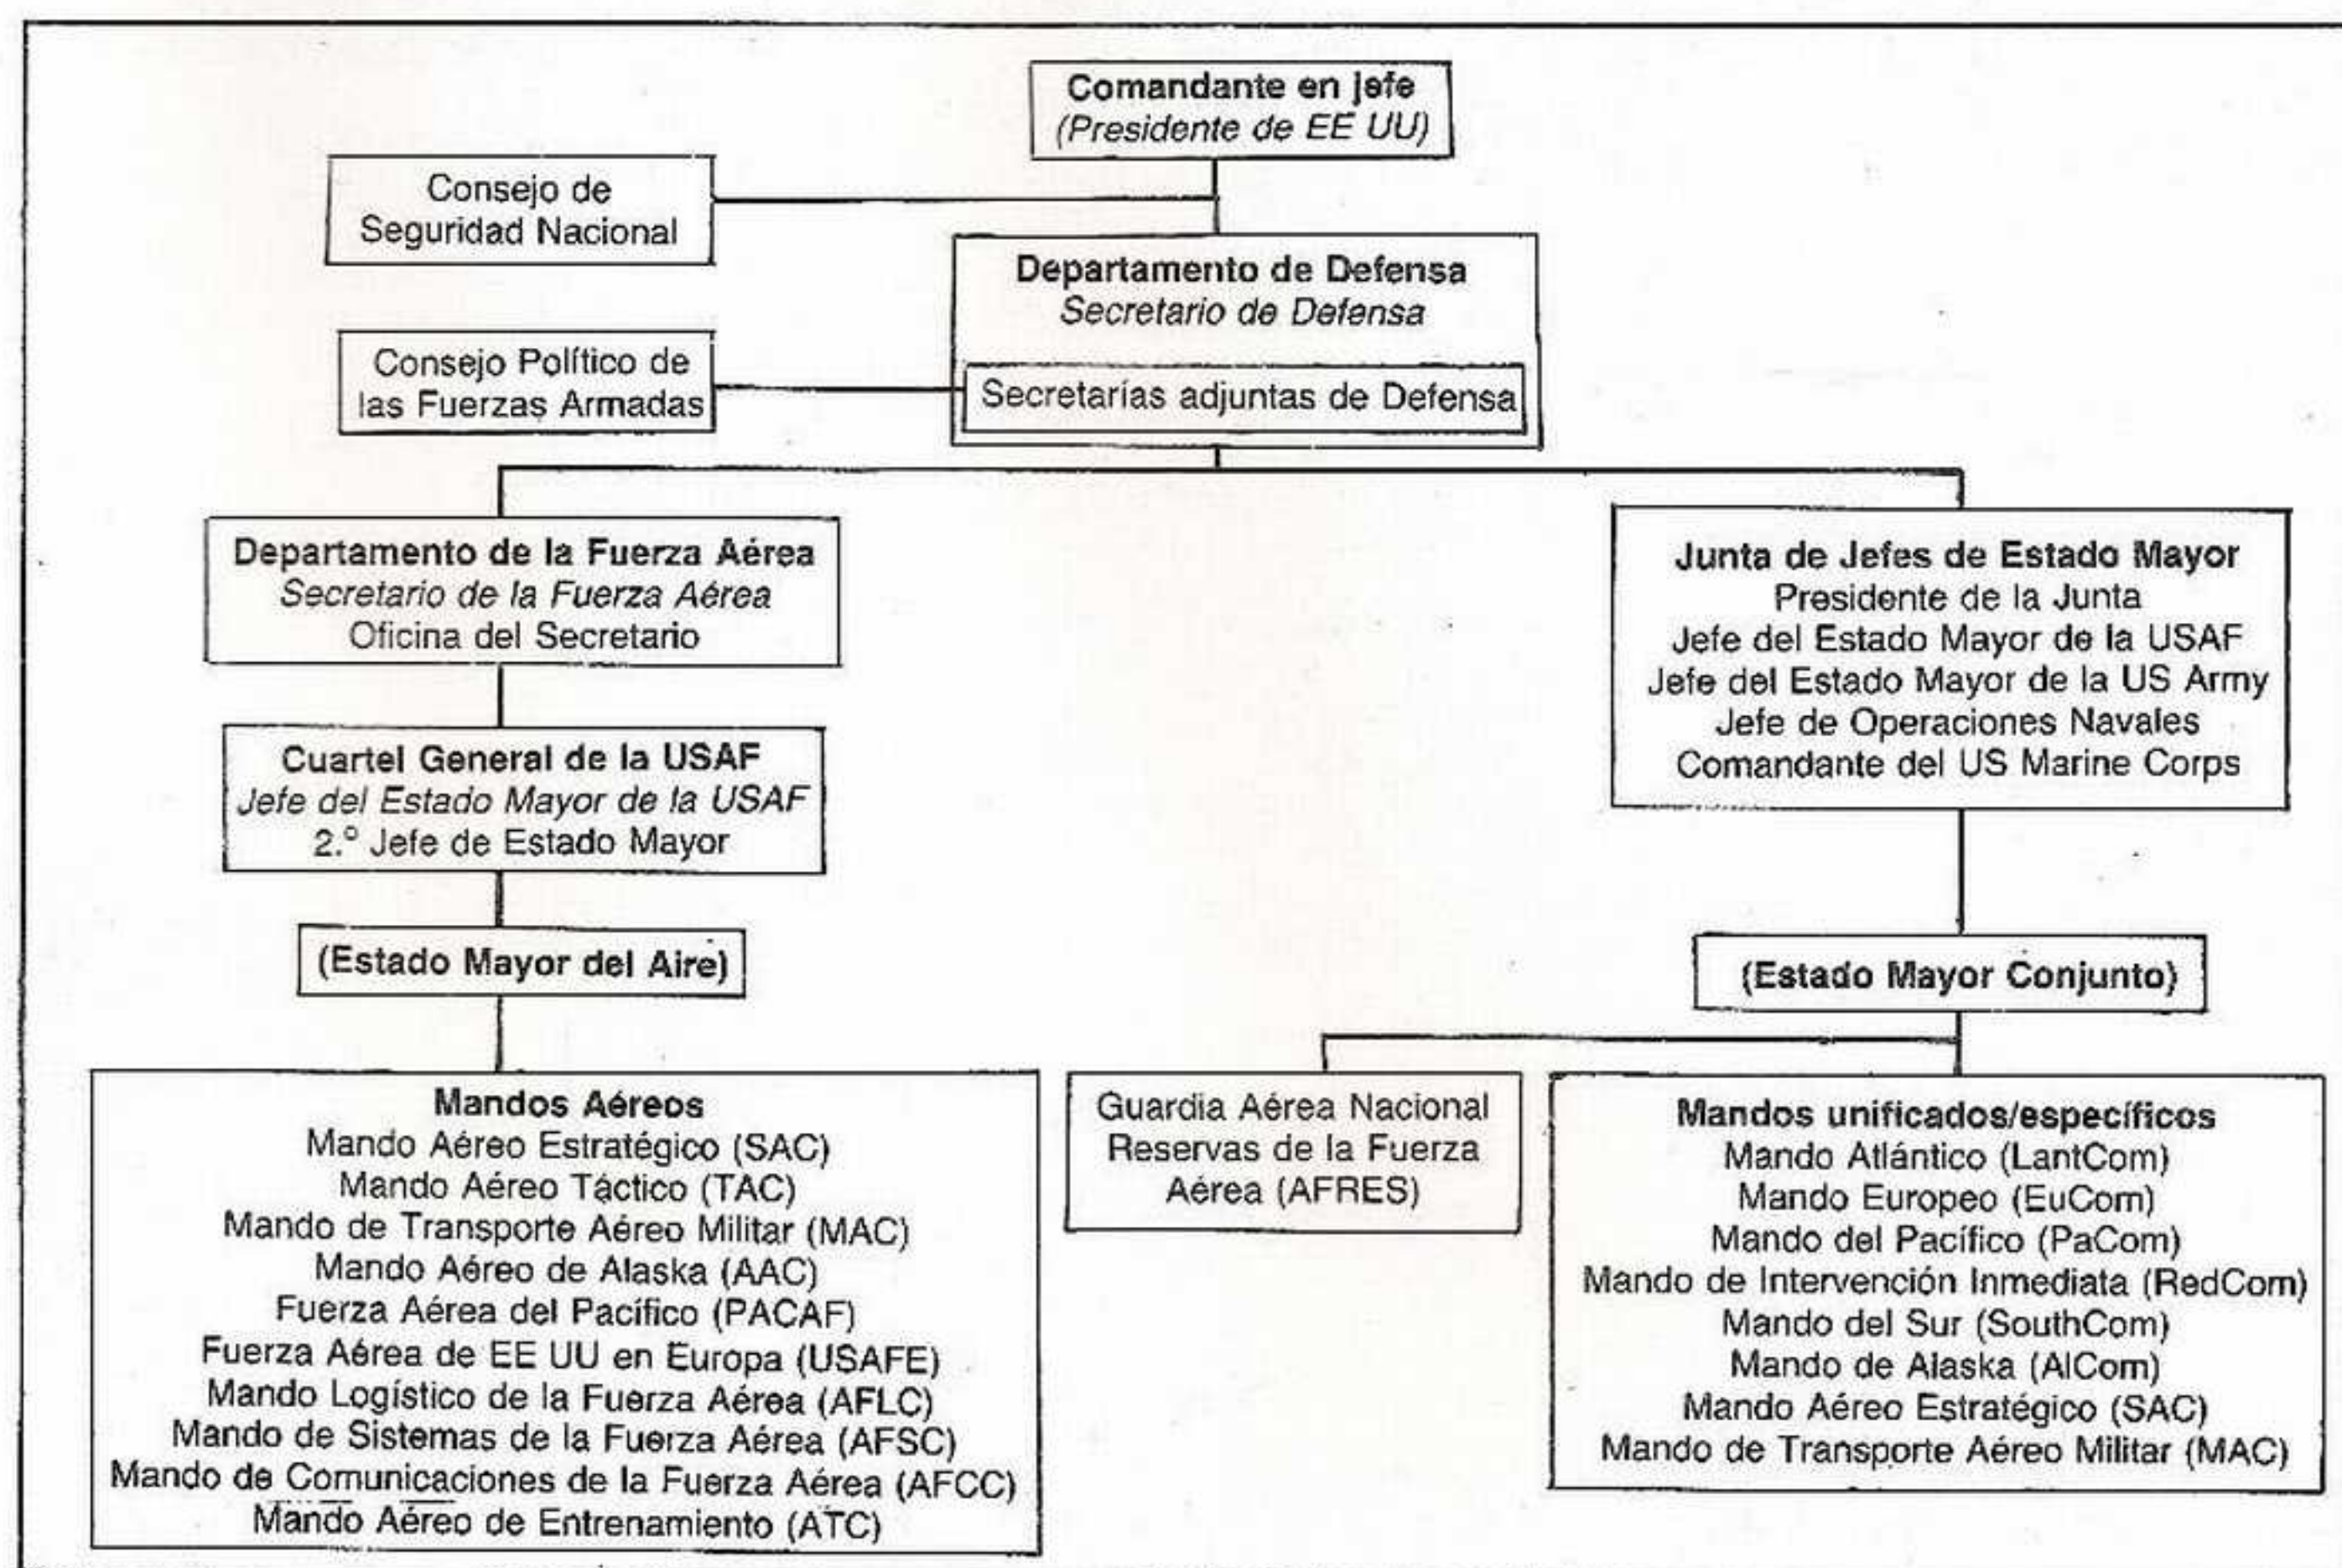 Comandante en jefe
(Presidente de EE UU)
Consejo de
Seguridad Nacional
Departamento de Defensa
Secretario de Defensa
Consejo Político de
las Fuerzas Armadas
Secretarías adjuntas de Defensa
Departamento de la Fuerza Aérea
Secretario de la Fuerza Aérea
Oficina del Secretario
Junta de Jefes de Estado Mayor
Presidente de la Junta
Jefe del Estado Mayor de la USAF
Jefe del Estado Mayor de la US Army
Jefe de Operaciones Navales
Comandante del US Marine Corps
Cuartel General de la USAF
Jefe del Estado Mayor de la USAF
2.º Jefe de Estado Mayor
(Estado Mayor del Aire)
(Estado Mayor Conjunto)
Mandos Aéreos
Mando Aéreo Estratégico (SAC)
Mando Aéreo Táctico (TAC)
Mando de Transporte Aéreo Militar (MAC)
Mando Aéreo de Alaska (AAC)
Fuerza Aérea del Pacífico (PACAF)
Fuerza Aérea de EE UU en Europa (USAFE)
Mando Logístico de la Fuerza Aérea (AFLC)
Mando de Sistemas de la Fuerza Aérea (AFSC)
Mando de Comunicaciones de la Fuerza Aérea (AFCC)
Mando Aéreo de Entrenamiento (ATC)
Guardia Aérea Nacional
Reservas de la Fuerza
Aérea (AFRES)
Mandos unificados/específicos
Mando Atlántico (LantCom)
Mando Europeo (EuCom)
Mando del Pacífico (PaCom)
Mando de Intervención Inmediata (RedCom)
Mando del Sur (SouthCom)
Mando de Alaska (AlCom)
Mando Aéreo Estratégico (SAC)
Mando de Transporte Aéreo Militar (MAC)